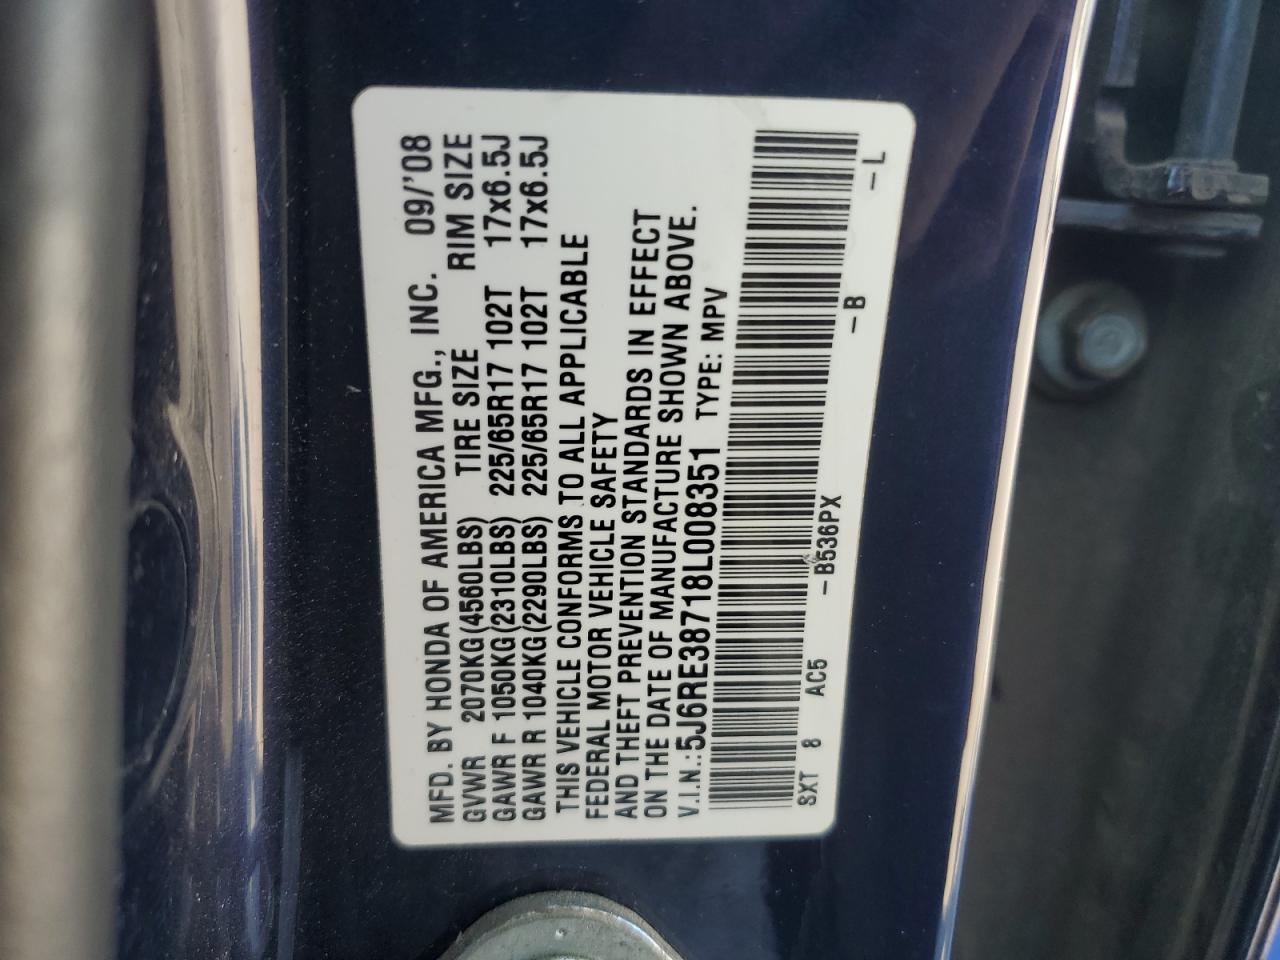 MFD. BY HONDA OF AMERICA MFG., INC. 09/'08
GVWR 2070KG(4560LBS) TIRE SIZE RIM SIZE
GAWR F 1050KG(2310LBS) 225/65R17 102T 17x6.5J
GAWR R 1040KG(2290LBS) 225/65R17 102T 17x6.5J
THIS VEHICLE CONFORMS TO ALL APPLICABLE
FEDERAL MOTOR VEHICLE SAFETY
AND THEFT PREVENTION STANDARDS IN EFFECT
ON THE DATE OF MANUFACTURE SHOWN ABOVE.
V.I.N.:5J6RE38718L008351 TYPE: MPV
SXT 8 AC5 -B536PX -B -L